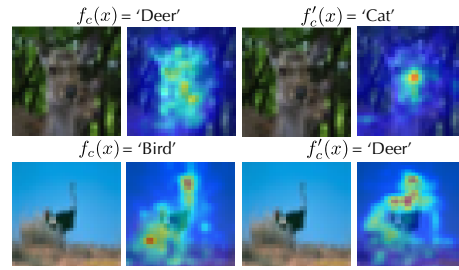 f_c(x) = ‘Deer’
f'_c(x) = ‘Cat’
f_c(x) = ‘Bird’
f'_c(x) = ‘Deer’